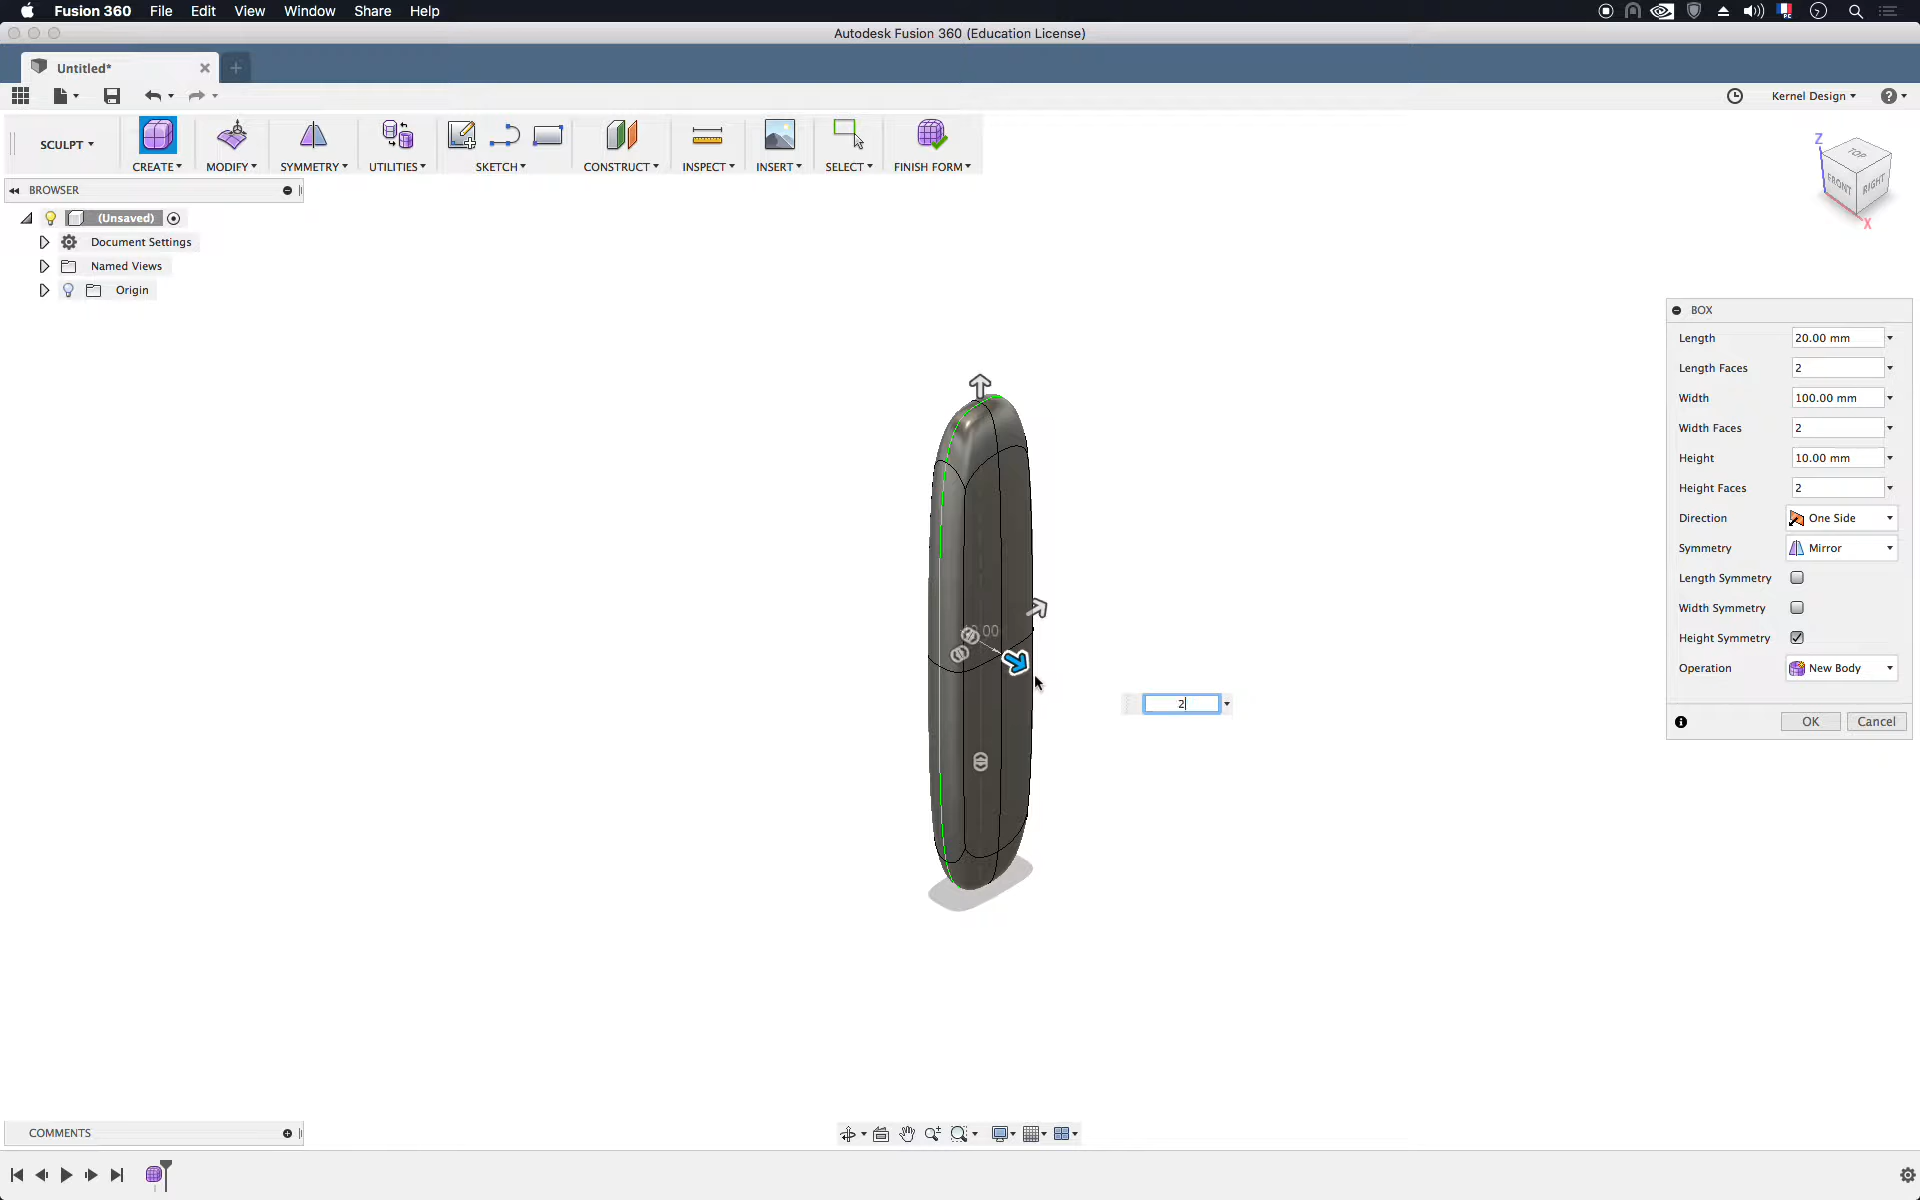 Fusion 360 File Edit View Window Share Help
Autodesk Fusion 360 (Education License)
Untitled*
Kernel Design
SCULPT
CREATE MODIFY SYMMETRY UTILITIES SKETCH CONSTRUCT INSPECT INSERT SELECT FINISH FORM
BROWSER
(Unsaved)
Document Settings
Named Views
Origin
Z
TOP
FRONT
RIGHT
X
BOX
Length 20.00 mm
Length Faces 2
Width 100.00 mm
Width Faces 2
Height 10.00 mm
Height Faces 2
Direction One Side
Symmetry Mirror
Length Symmetry
Width Symmetry
Height Symmetry
Operation New Body
OK Cancel
2
COMMENTS